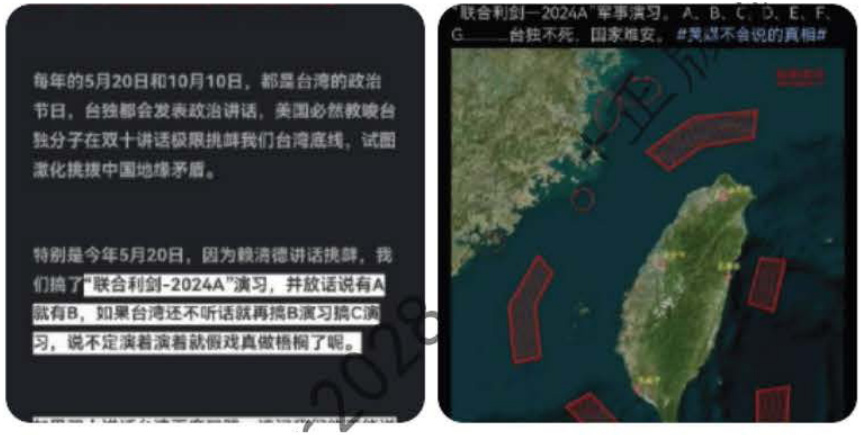 每年的5月20日和10月10日，都是台湾的政治
节日，台独都会发表政治讲话，美国必然教唆台
独分子在双十讲话极限挑衅我们台湾底线，试图
激化挑拨中国地缘矛盾。
特别是今年5月20日，因为赖清德讲话挑衅，我
们搞了“联合利剑-2024A”演习，并放话说有A
就有B，如果台湾还不听话就再搞B演习搞C演
习，说不定演着演着就假戏真做梧桐了呢。
“联合利剑—2024A”军事演习。 A、B、C、D、E、F、
G____台独不死，国家难安。 #美媒不会说的真相#
正版
2028